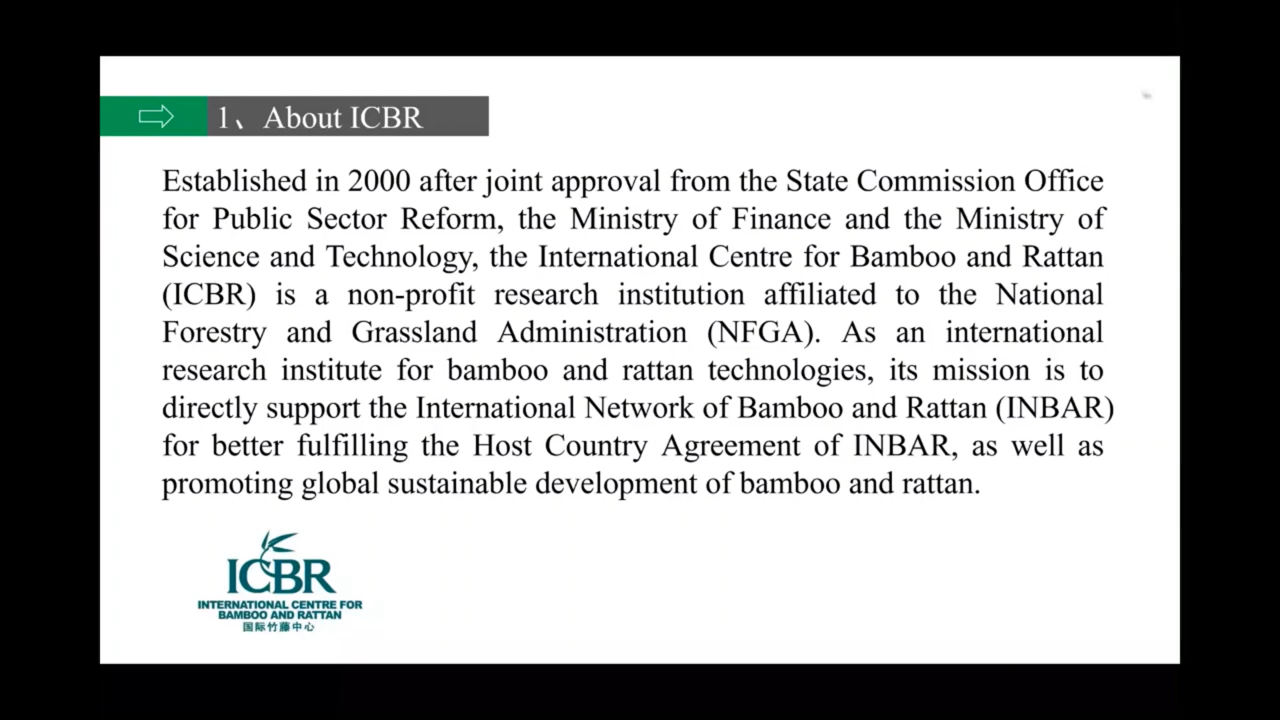 1、About ICBR
Established in 2000 after joint approval from the State Commission Office
for Public Sector Reform, the Ministry of Finance and the Ministry of
Science and Technology, the International Centre for Bamboo and Rattan
(ICBR) is a non-profit research institution affiliated to the National
Forestry and Grassland Administration (NFGA). As an international
research institute for bamboo and rattan technologies, its mission is to
directly support the International Network of Bamboo and Rattan (INBAR)
for better fulfilling the Host Country Agreement of INBAR, as well as
promoting global sustainable development of bamboo and rattan.
ICBR
INTERNATIONAL CENTRE FOR
BAMBOO AND RATTAN
国际竹藤中心